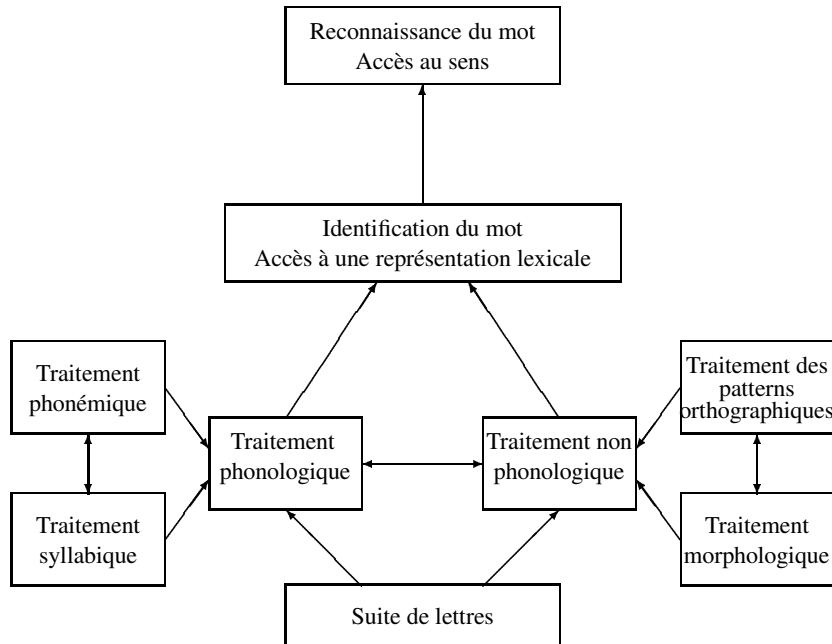 Reconnaissance du mot
Accès au sens
Identification du mot
Accès à une représentation lexicale
Traitement
phonémique
Traitement des
patterns
orthographiques
Traitement
phonologique
Traitement non
phonologique
Traitement
syllabique
Traitement
morphologique
Suite de lettres